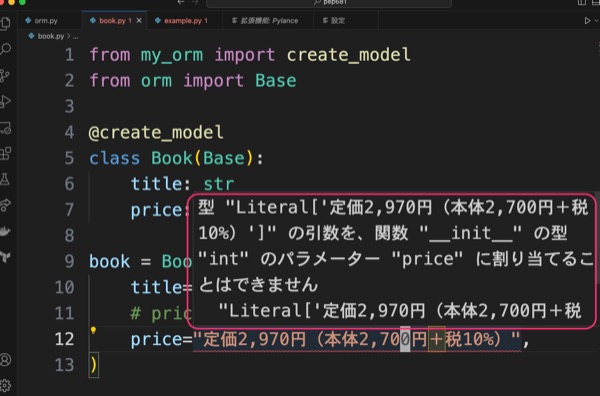 pep681
orm.py
book.py 1
example.py 1
拡張機能: Pylance
設定
book.py > ...
1 from my_orm import create_model
2 from orm import Base
3
4 @create_model
5 class Book(Base):
6 title: str
7 price:
8
9 book = Boo
10 title=
11 # pric
12 price="定価2,970円（本体2,700円＋税10%）",
13 )
型 "Literal['定価2,970円（本体2,700円＋税
10%）']" の引数を、関数 "__init__" の型
"int" のパラメーター "price" に割り当てるこ
とはできません
"Literal['定価2,970円（本体2,700円＋税